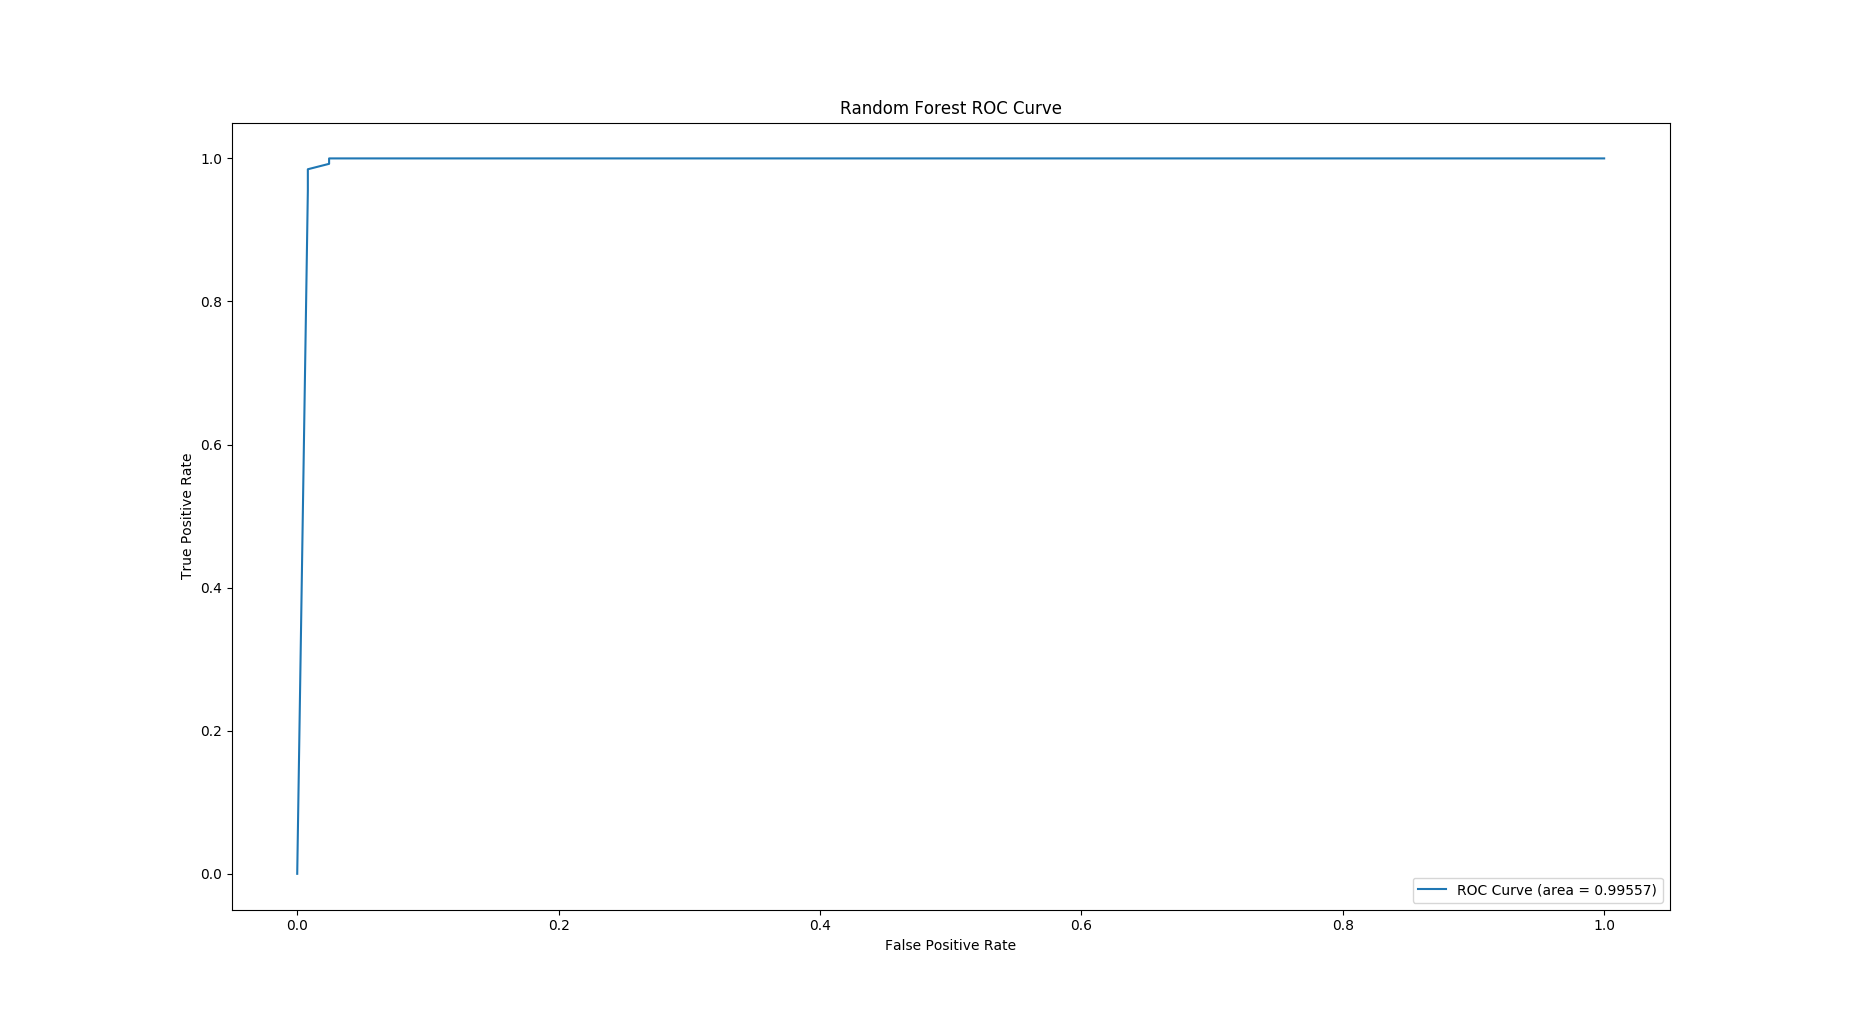 Random Forest ROC Curve
1.0
0.8
0.6
0.4
0.2
0.0
True Positive Rate
ROC Curve (area = 0.99557)
0.0 0.2 0.4 0.6 0.8 1.0
False Positive Rate